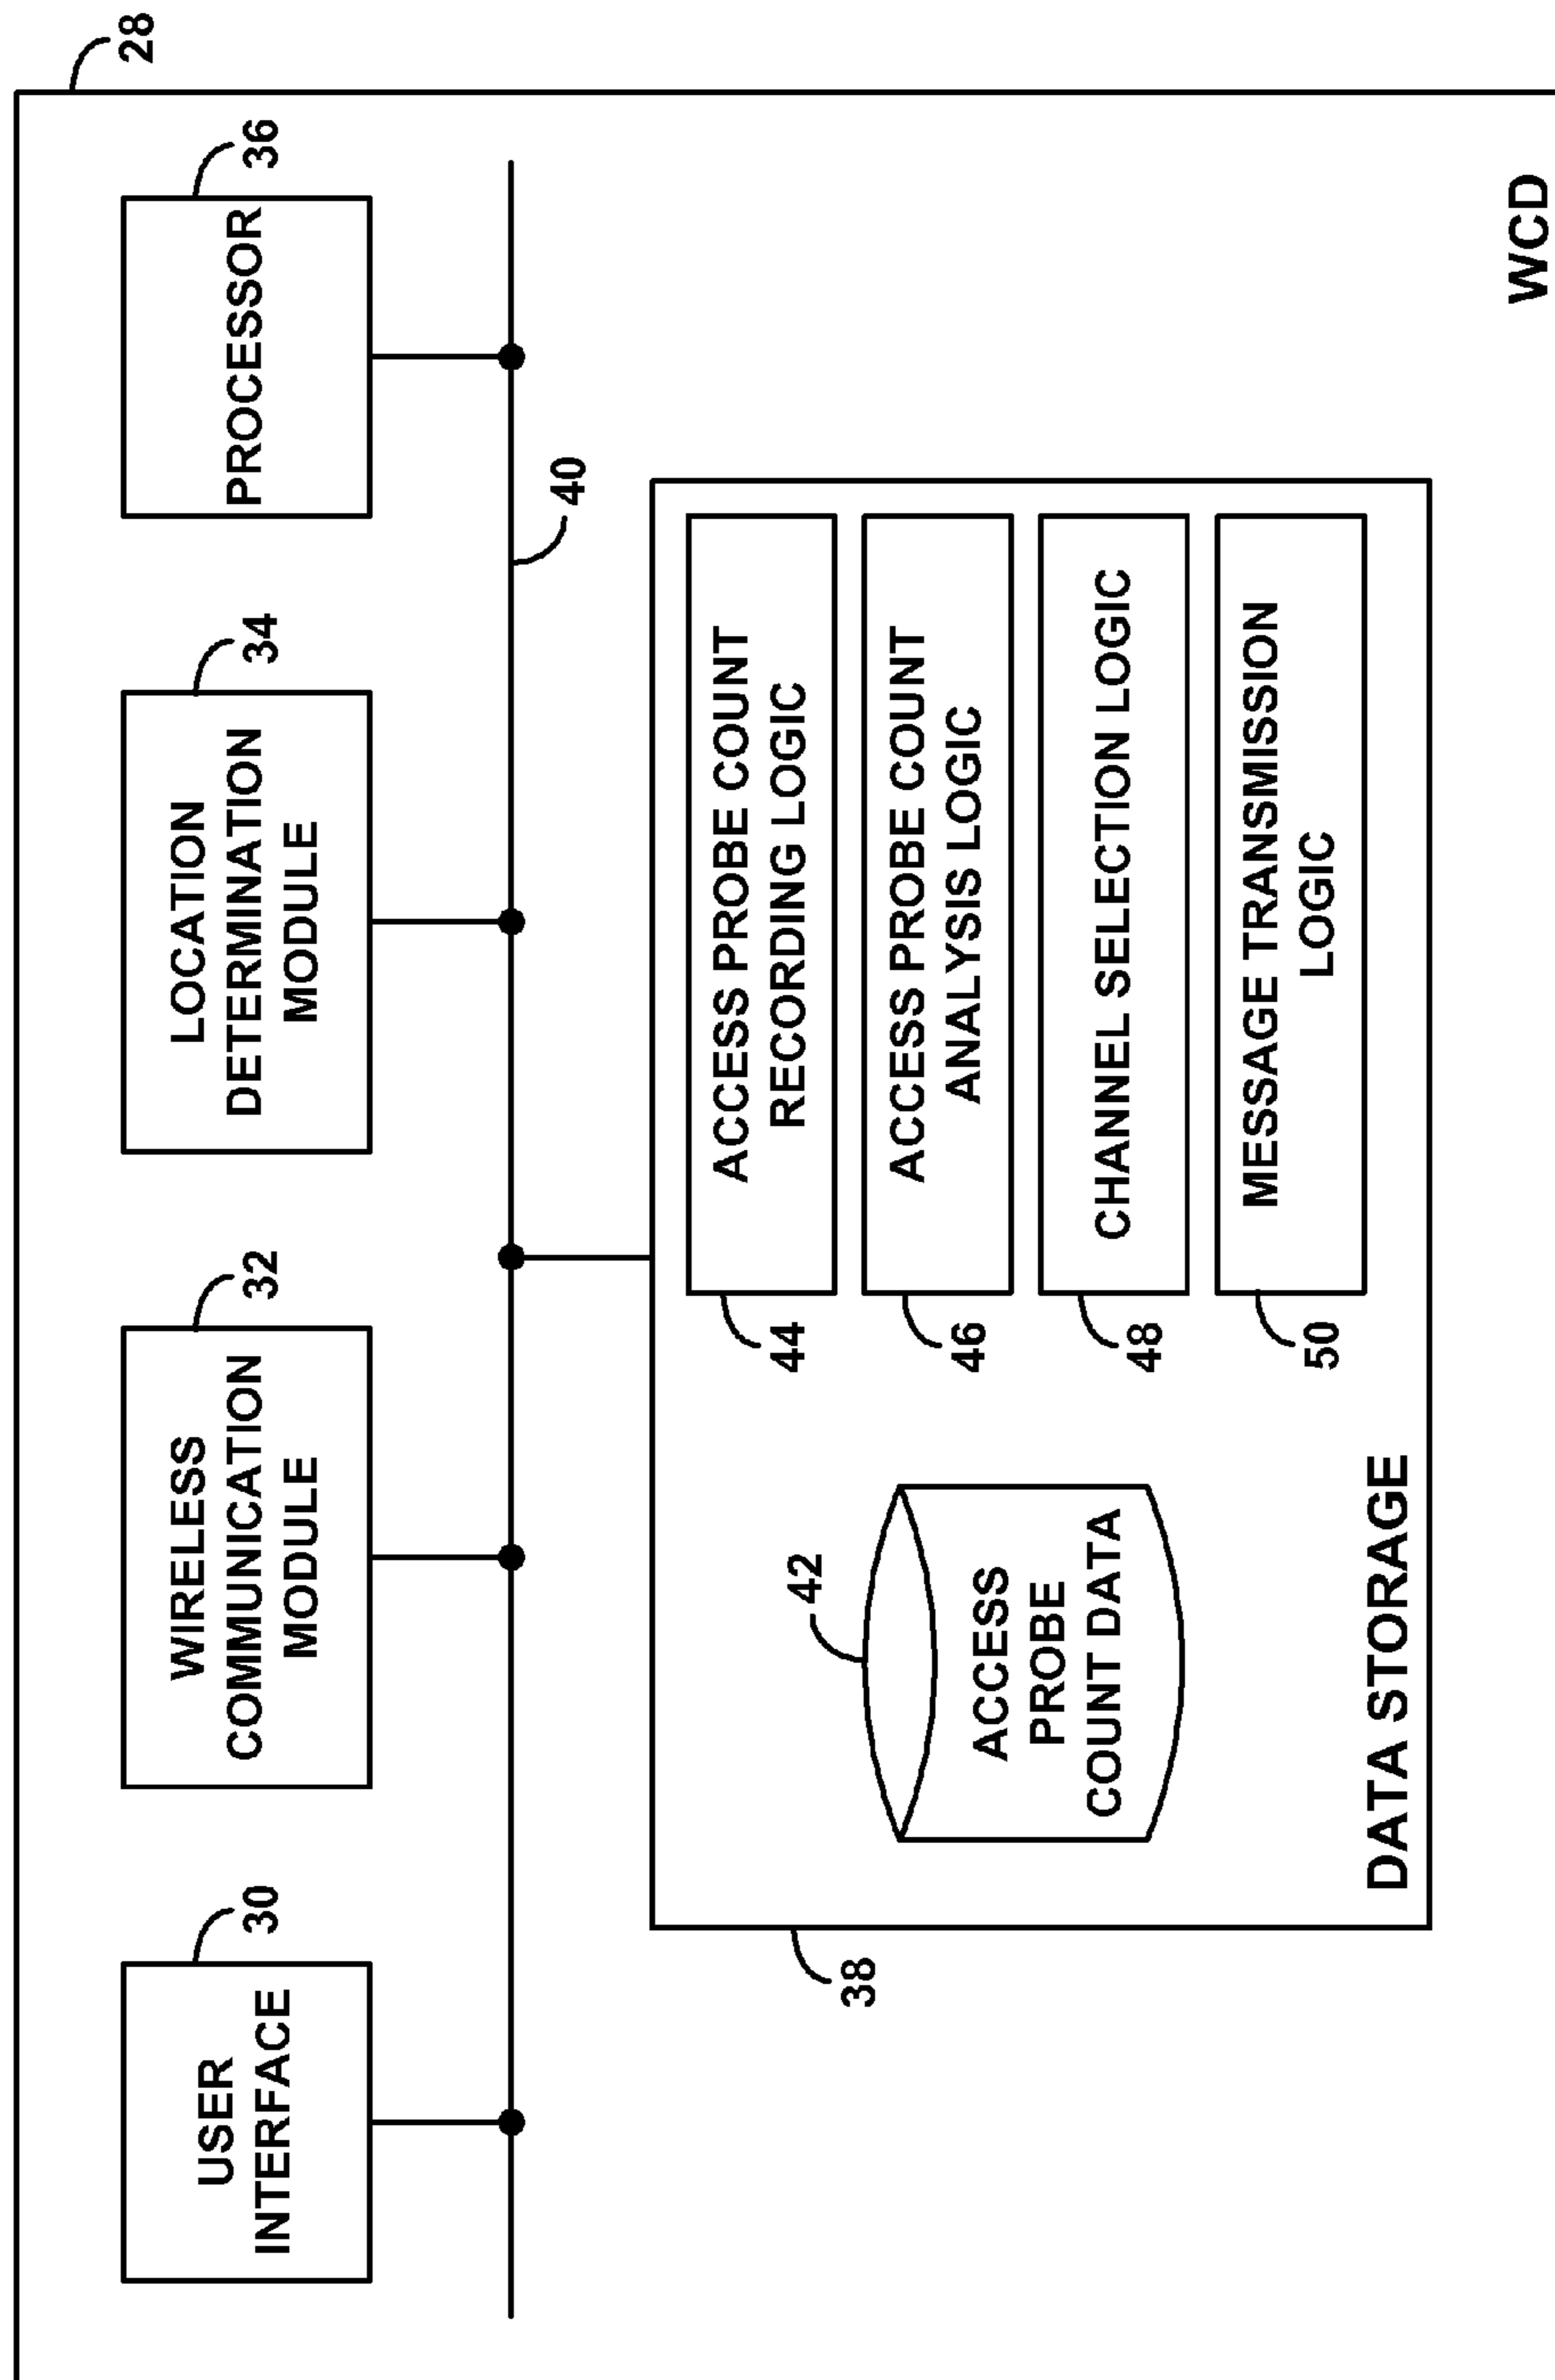 28
30
USER
INTERFACE
32
WIRELESS
COMMUNICATION
MODULE
34
LOCATION
DETERMINATION
MODULE
36
PROCESSOR
40
38
42
ACCESS
PROBE
COUNT DATA
DATA STORAGE
44
ACCESS PROBE COUNT
RECORDING LOGIC
46
ACCESS PROBE COUNT
ANALYSIS LOGIC
48
CHANNEL SELECTION LOGIC
50
MESSAGE TRANSMISSION
LOGIC
WCD